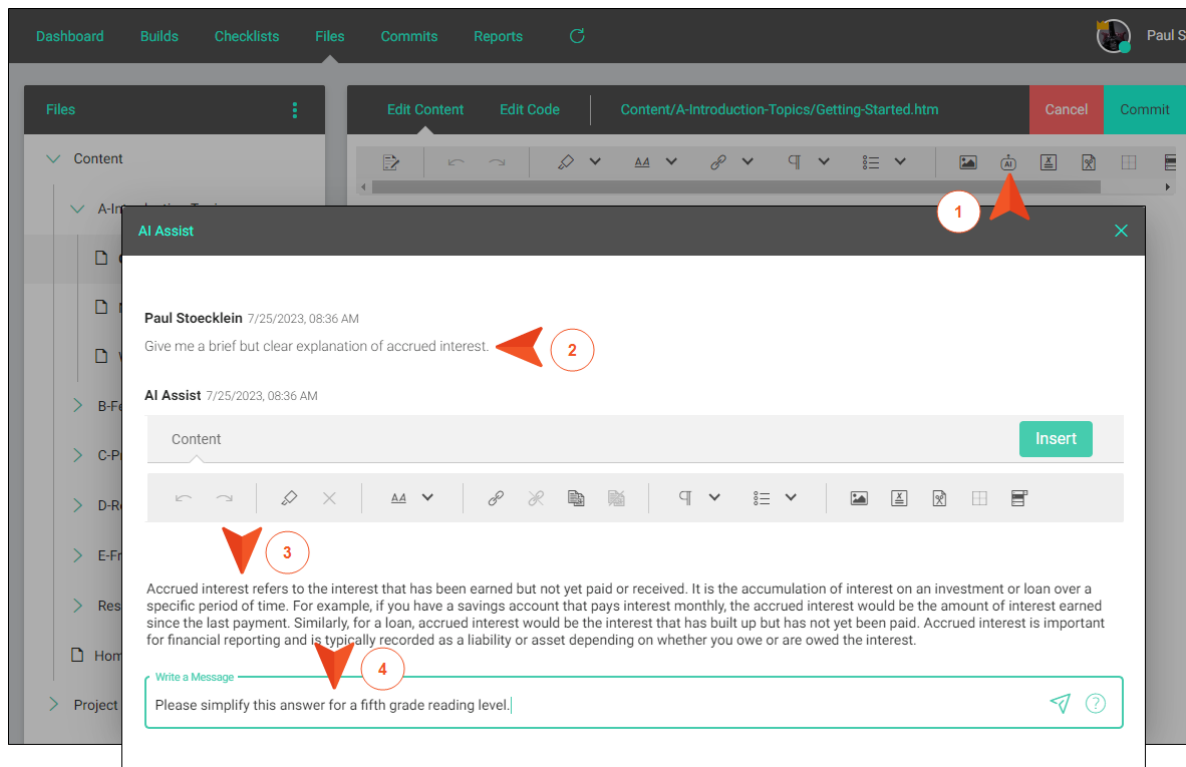 Dashboard Builds Checklists Files Commits Reports Paul S
Files
Edit Content Edit Code Content/A-Introduction-Topics/Getting-Started.htm Cancel Commit
Content
AI
1
AI Assist
Paul Stoecklein 7/25/2023, 08:36 AM
Give me a brief but clear explanation of accrued interest.
2
AI Assist 7/25/2023, 08:36 AM
B-Fe
Content Insert
C-P
D-Re
3
E-Fr
Accrued interest refers to the interest that has been earned but not yet paid or received. It is the accumulation of interest on an investment or loan over a
specific period of time. For example, if you have a savings account that pays interest monthly, the accrued interest would be the amount of interest earned
Res
since the last payment. Similarly, for a loan, accrued interest would be the interest that has built up but has not yet been paid. Accrued interest is important
for financial reporting and is typically recorded as a liability or asset depending on whether you owe or are owed the interest.
Hom
4
Write a Message
Project
Please simplify this answer for a fifth grade reading level.